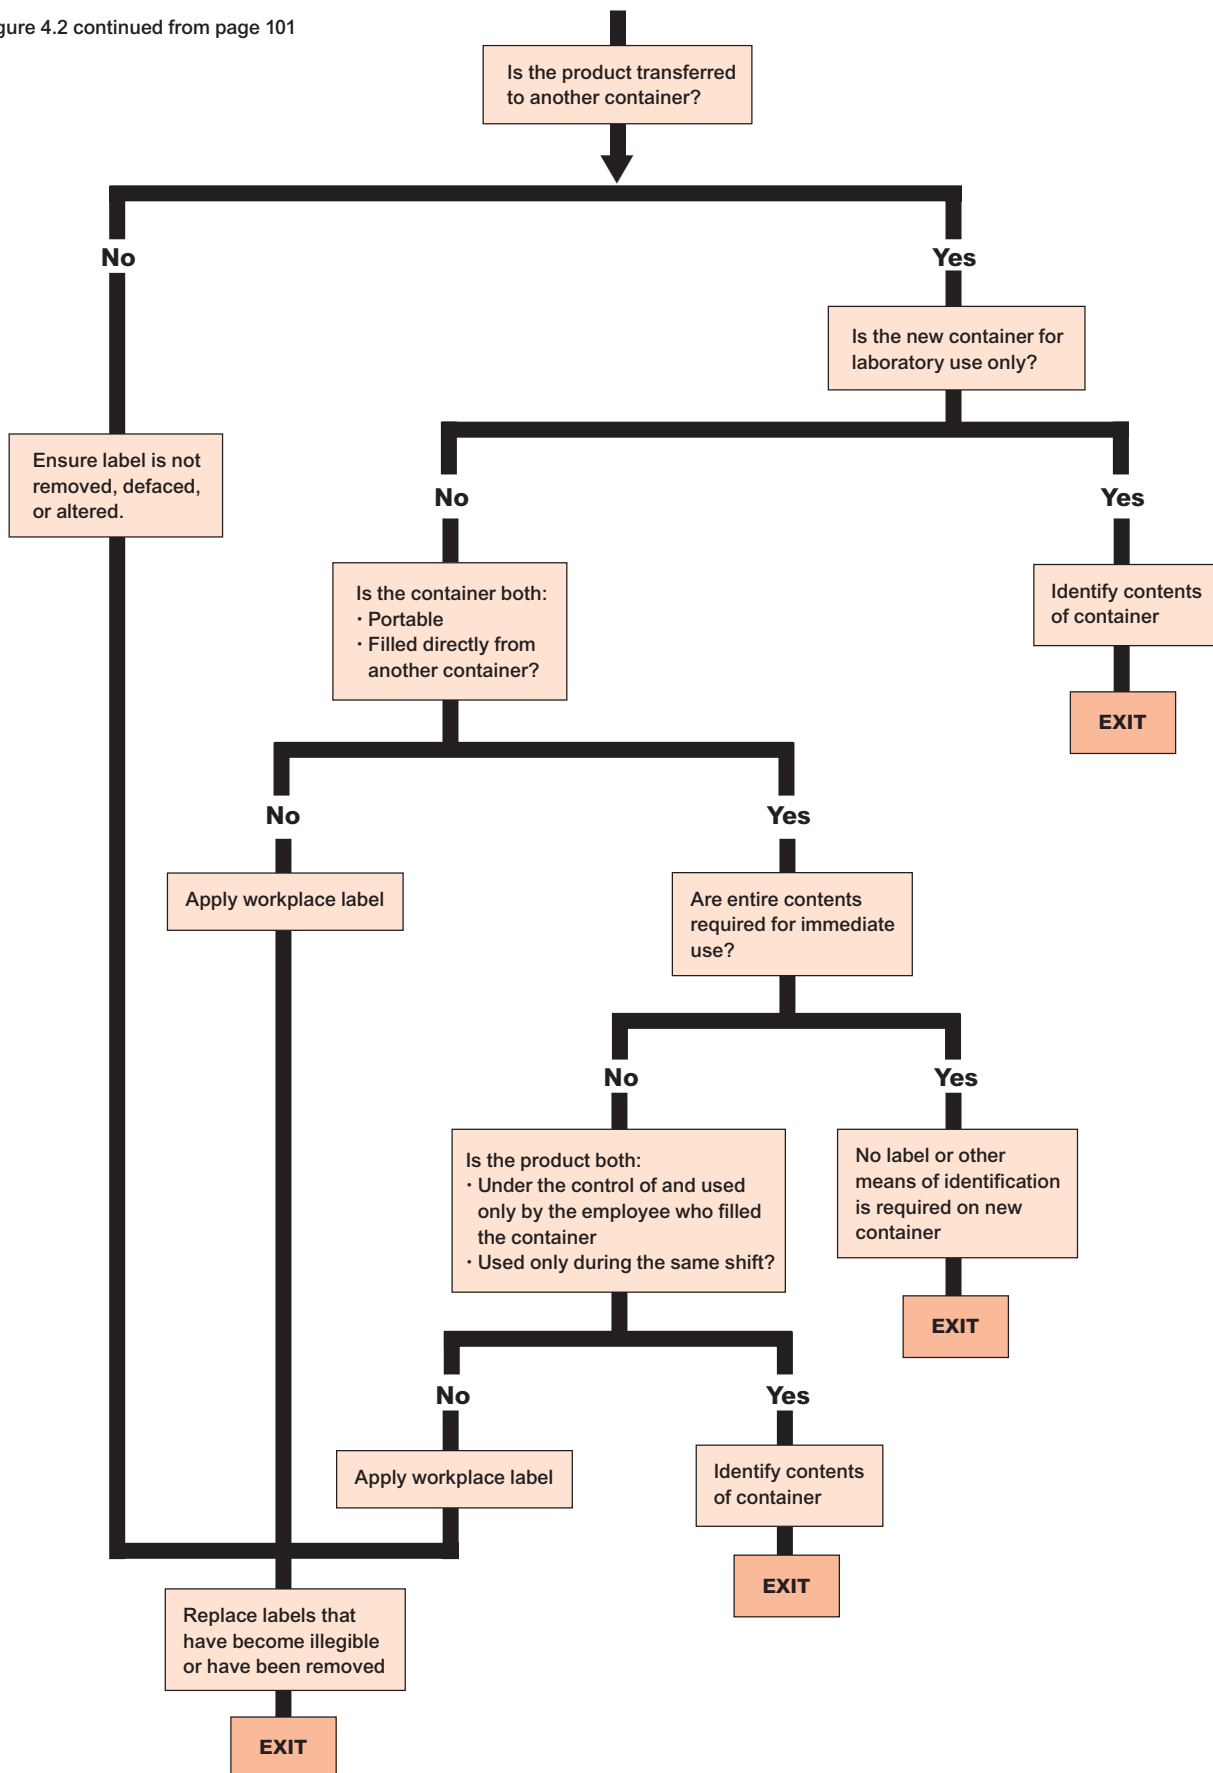 gure 4.2 continued from page 101
Is the product transferred
to another container?
No
Yes
Is the new container for
laboratory use only?
Ensure label is not
removed, defaced,
or altered.
No
Yes
Is the container both:
· Portable
· Filled directly from
another container?
Identify contents
of container
EXIT
No
Yes
Apply workplace label
Are entire contents
required for immediate
use?
No
Yes
Is the product both:
· Under the control of and used
only by the employee who filled
the container
· Used only during the same shift?
No label or other
means of identification
is required on new
container
EXIT
No
Yes
Apply workplace label
Identify contents
of container
EXIT
Replace labels that
have become illegible
or have been removed
EXIT